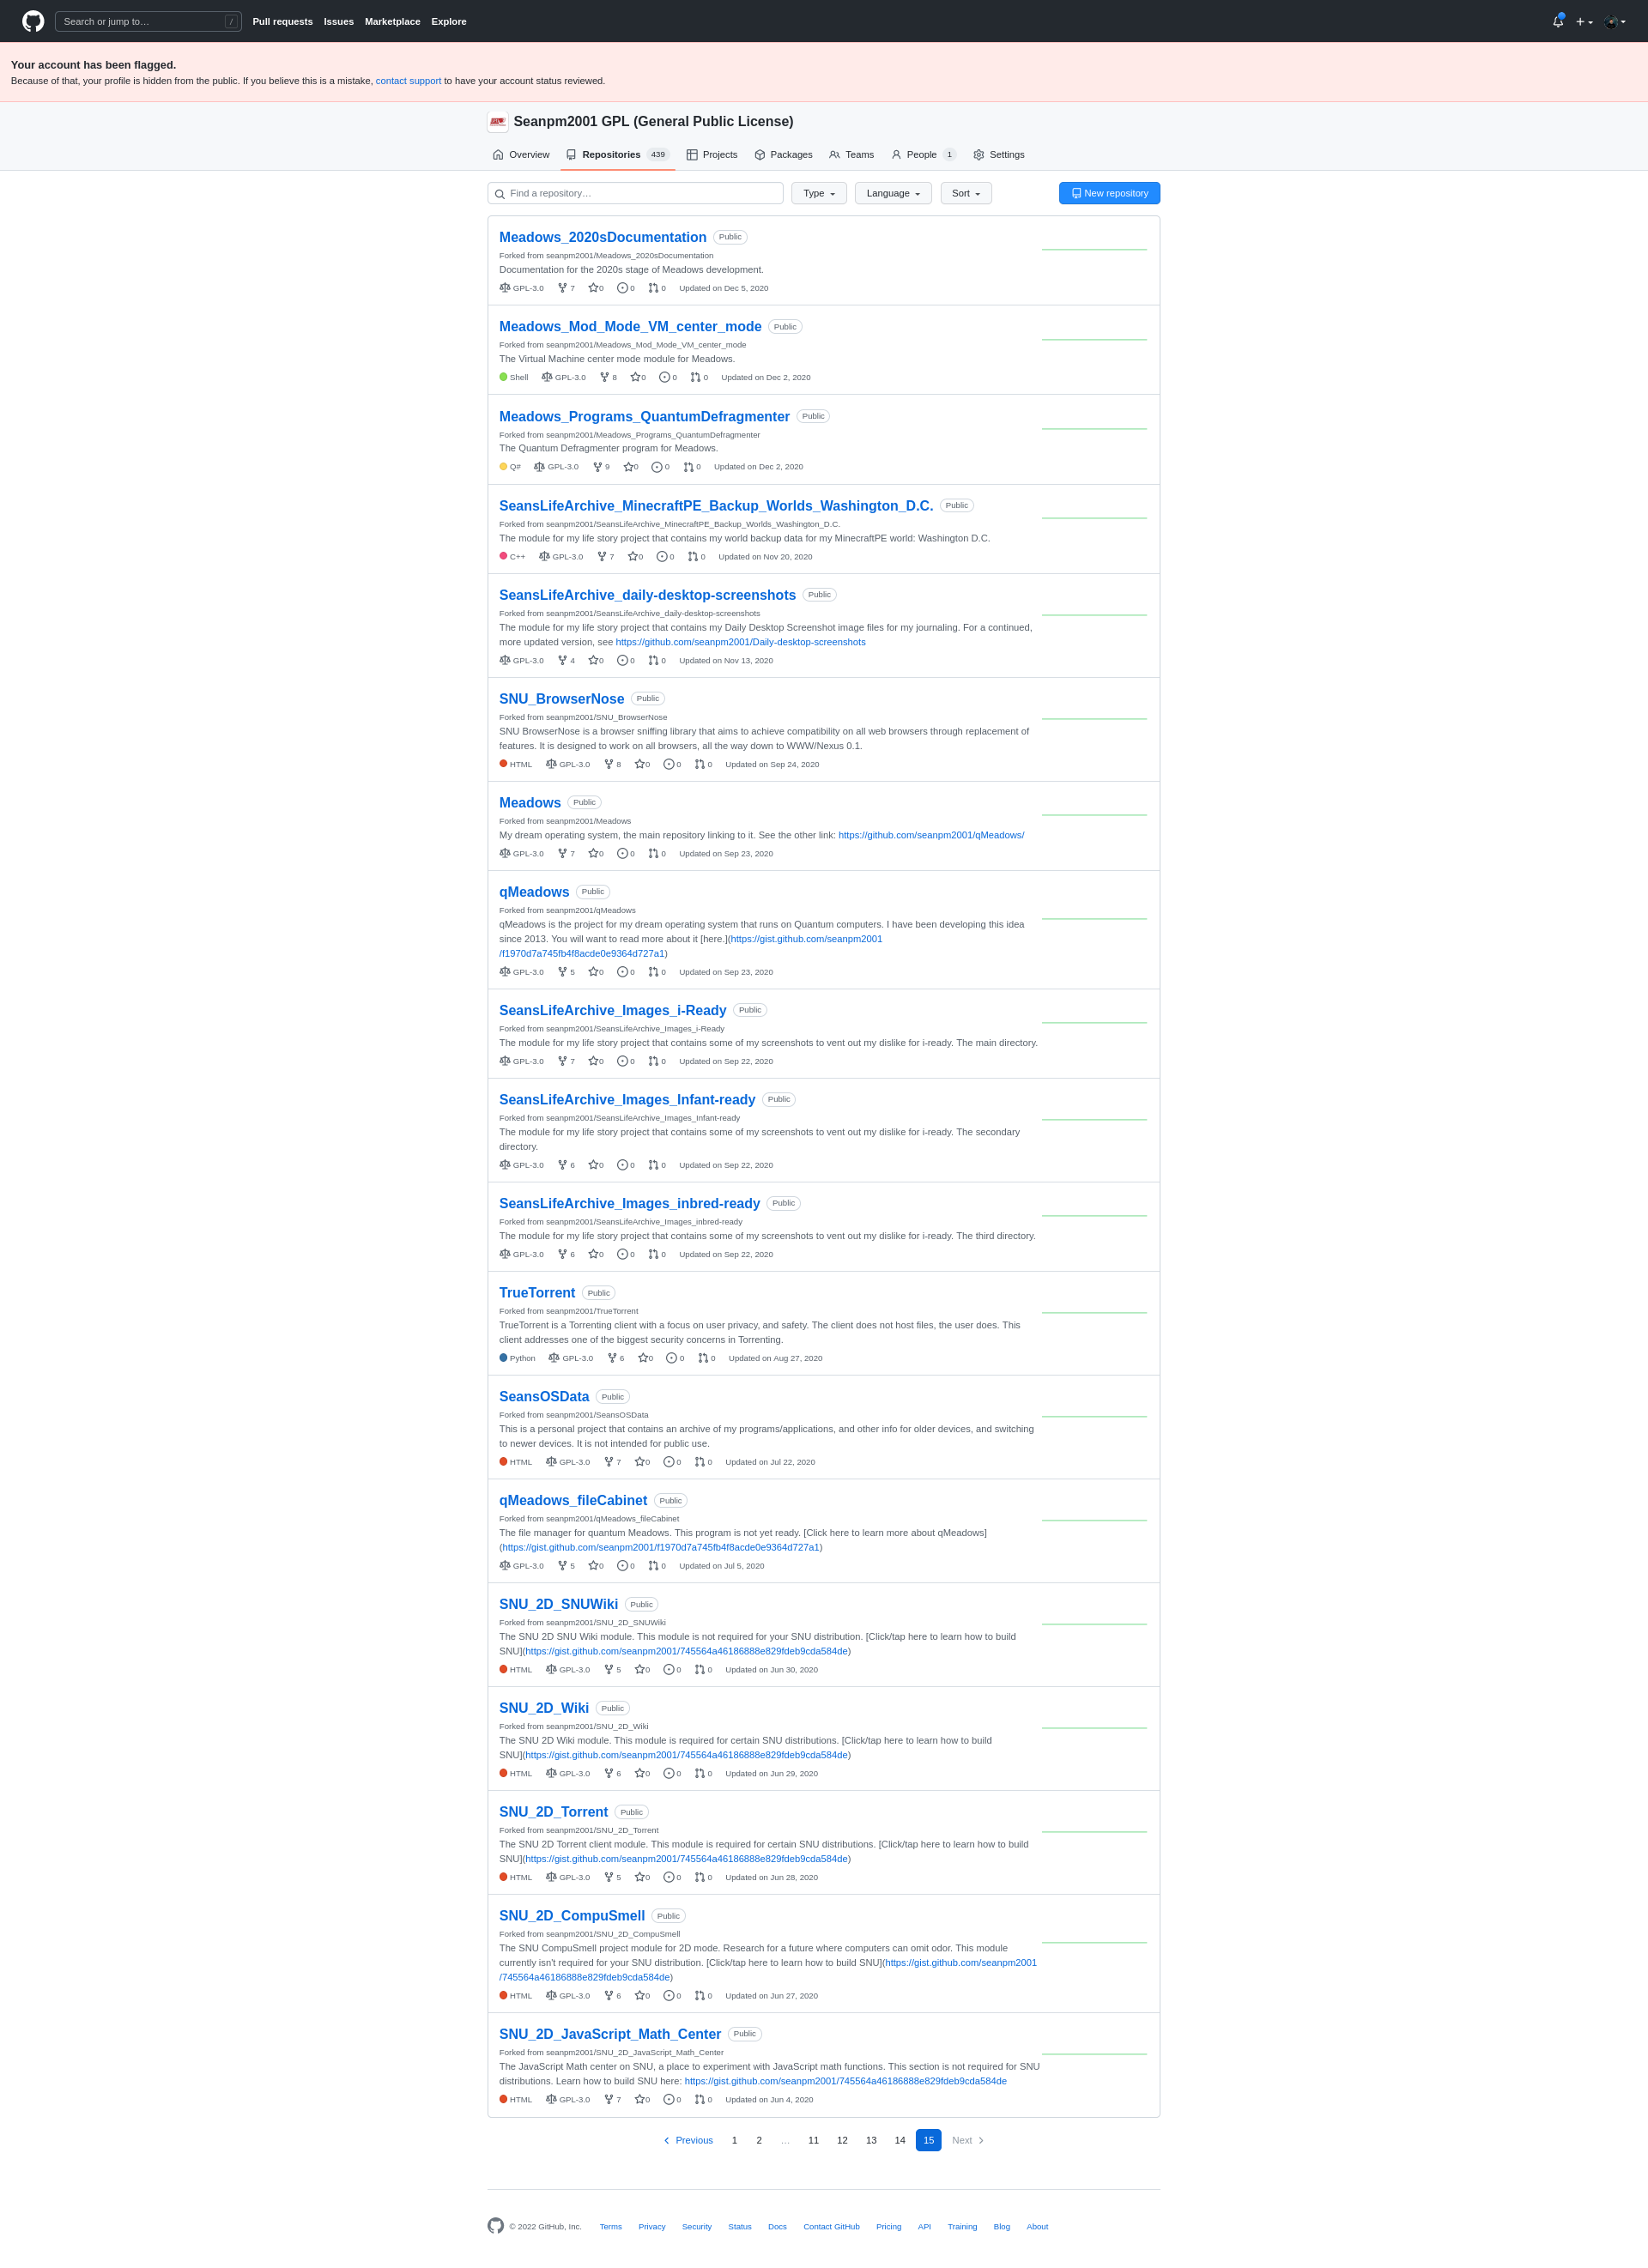 Search or jump to… / Pull requests Issues Marketplace Explore
Your account has been flagged.
Because of that, your profile is hidden from the public. If you believe this is a mistake, contact support to have your account status reviewed.
Seanpm2001 GPL (General Public License)
Overview Repositories 439 Projects Packages Teams People 1 Settings
Find a repository… Type Language Sort New repository
Meadows_2020sDocumentation Public
Forked from seanpm2001/Meadows_2020sDocumentation
Documentation for the 2020s stage of Meadows development.
GPL-3.0 7 0 0 0 Updated on Dec 5, 2020
Meadows_Mod_Mode_VM_center_mode Public
Forked from seanpm2001/Meadows_Mod_Mode_VM_center_mode
The Virtual Machine center mode module for Meadows.
Shell GPL-3.0 8 0 0 0 Updated on Dec 2, 2020
Meadows_Programs_QuantumDefragmenter Public
Forked from seanpm2001/Meadows_Programs_QuantumDefragmenter
The Quantum Defragmenter program for Meadows.
Q# GPL-3.0 9 0 0 0 Updated on Dec 2, 2020
SeansLifeArchive_MinecraftPE_Backup_Worlds_Washington_D.C. Public
Forked from seanpm2001/SeansLifeArchive_MinecraftPE_Backup_Worlds_Washington_D.C.
The module for my life story project that contains my world backup data for my MinecraftPE world: Washington D.C.
C++ GPL-3.0 7 0 0 0 Updated on Nov 20, 2020
SeansLifeArchive_daily-desktop-screenshots Public
Forked from seanpm2001/SeansLifeArchive_daily-desktop-screenshots
The module for my life story project that contains my Daily Desktop Screenshot image files for my journaling. For a continued,
more updated version, see https://github.com/seanpm2001/Daily-desktop-screenshots
GPL-3.0 4 0 0 0 Updated on Nov 13, 2020
SNU_BrowserNose Public
Forked from seanpm2001/SNU_BrowserNose
SNU BrowserNose is a browser sniffing library that aims to achieve compatibility on all web browsers through replacement of
features. It is designed to work on all browsers, all the way down to WWW/Nexus 0.1.
HTML GPL-3.0 8 0 0 0 Updated on Sep 24, 2020
Meadows Public
Forked from seanpm2001/Meadows
My dream operating system, the main repository linking to it. See the other link: https://github.com/seanpm2001/qMeadows/
GPL-3.0 7 0 0 0 Updated on Sep 23, 2020
qMeadows Public
Forked from seanpm2001/qMeadows
qMeadows is the project for my dream operating system that runs on Quantum computers. I have been developing this idea
since 2013. You will want to read more about it [here.](https://gist.github.com/seanpm2001
/f1970d7a745fb4f8acde0e9364d727a1)
GPL-3.0 5 0 0 0 Updated on Sep 23, 2020
SeansLifeArchive_Images_i-Ready Public
Forked from seanpm2001/SeansLifeArchive_Images_i-Ready
The module for my life story project that contains some of my screenshots to vent out my dislike for i-ready. The main directory.
GPL-3.0 7 0 0 0 Updated on Sep 22, 2020
SeansLifeArchive_Images_Infant-ready Public
Forked from seanpm2001/SeansLifeArchive_Images_Infant-ready
The module for my life story project that contains some of my screenshots to vent out my dislike for i-ready. The secondary
directory.
GPL-3.0 6 0 0 0 Updated on Sep 22, 2020
SeansLifeArchive_Images_inbred-ready Public
Forked from seanpm2001/SeansLifeArchive_Images_inbred-ready
The module for my life story project that contains some of my screenshots to vent out my dislike for i-ready. The third directory.
GPL-3.0 6 0 0 0 Updated on Sep 22, 2020
TrueTorrent Public
Forked from seanpm2001/TrueTorrent
TrueTorrent is a Torrenting client with a focus on user privacy, and safety. The client does not host files, the user does. This
client addresses one of the biggest security concerns in Torrenting.
Python GPL-3.0 6 0 0 0 Updated on Aug 27, 2020
SeansOSData Public
Forked from seanpm2001/SeansOSData
This is a personal project that contains an archive of my programs/applications, and other info for older devices, and switching
to newer devices. It is not intended for public use.
HTML GPL-3.0 7 0 0 0 Updated on Jul 22, 2020
qMeadows_fileCabinet Public
Forked from seanpm2001/qMeadows_fileCabinet
The file manager for quantum Meadows. This program is not yet ready. [Click here to learn more about qMeadows]
(https://gist.github.com/seanpm2001/f1970d7a745fb4f8acde0e9364d727a1)
GPL-3.0 5 0 0 0 Updated on Jul 5, 2020
SNU_2D_SNUWiki Public
Forked from seanpm2001/SNU_2D_SNUWiki
The SNU 2D SNU Wiki module. This module is not required for your SNU distribution. [Click/tap here to learn how to build
SNU](https://gist.github.com/seanpm2001/745564a46186888e829fdeb9cda584de)
HTML GPL-3.0 5 0 0 0 Updated on Jun 30, 2020
SNU_2D_Wiki Public
Forked from seanpm2001/SNU_2D_Wiki
The SNU 2D Wiki module. This module is required for certain SNU distributions. [Click/tap here to learn how to build
SNU](https://gist.github.com/seanpm2001/745564a46186888e829fdeb9cda584de)
HTML GPL-3.0 6 0 0 0 Updated on Jun 29, 2020
SNU_2D_Torrent Public
Forked from seanpm2001/SNU_2D_Torrent
The SNU 2D Torrent client module. This module is required for certain SNU distributions. [Click/tap here to learn how to build
SNU](https://gist.github.com/seanpm2001/745564a46186888e829fdeb9cda584de)
HTML GPL-3.0 5 0 0 0 Updated on Jun 28, 2020
SNU_2D_CompuSmell Public
Forked from seanpm2001/SNU_2D_CompuSmell
The SNU CompuSmell project module for 2D mode. Research for a future where computers can omit odor. This module
currently isn't required for your SNU distribution. [Click/tap here to learn how to build SNU](https://gist.github.com/seanpm2001
/745564a46186888e829fdeb9cda584de)
HTML GPL-3.0 6 0 0 0 Updated on Jun 27, 2020
SNU_2D_JavaScript_Math_Center Public
Forked from seanpm2001/SNU_2D_JavaScript_Math_Center
The JavaScript Math center on SNU, a place to experiment with JavaScript math functions. This section is not required for SNU
distributions. Learn how to build SNU here: https://gist.github.com/seanpm2001/745564a46186888e829fdeb9cda584de
HTML GPL-3.0 7 0 0 0 Updated on Jun 4, 2020
Previous 1 2 … 11 12 13 14 15 Next
© 2022 GitHub, Inc. Terms Privacy Security Status Docs Contact GitHub Pricing API Training Blog About